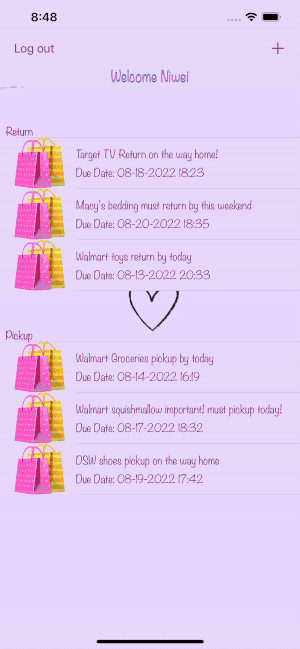 8:48
Log out
Welcome Niwei
Return
Target TV Return on the way home!
Due Date: 08-18-2022 18:23
Macy's bedding must return by this weekend
Due Date: 08-20-2022 18:35
Walmart toys return by today
Due Date: 08-13-2022 20:33
Pickup
Walmart Groceries pickup by today
Due Date: 08-14-2022 16:19
Walmart squishmallow important! must pickup today!
Due Date: 08-17-2022 18:32
DSW shoes pickup on the way home
Due Date: 08-19-2022 17:42